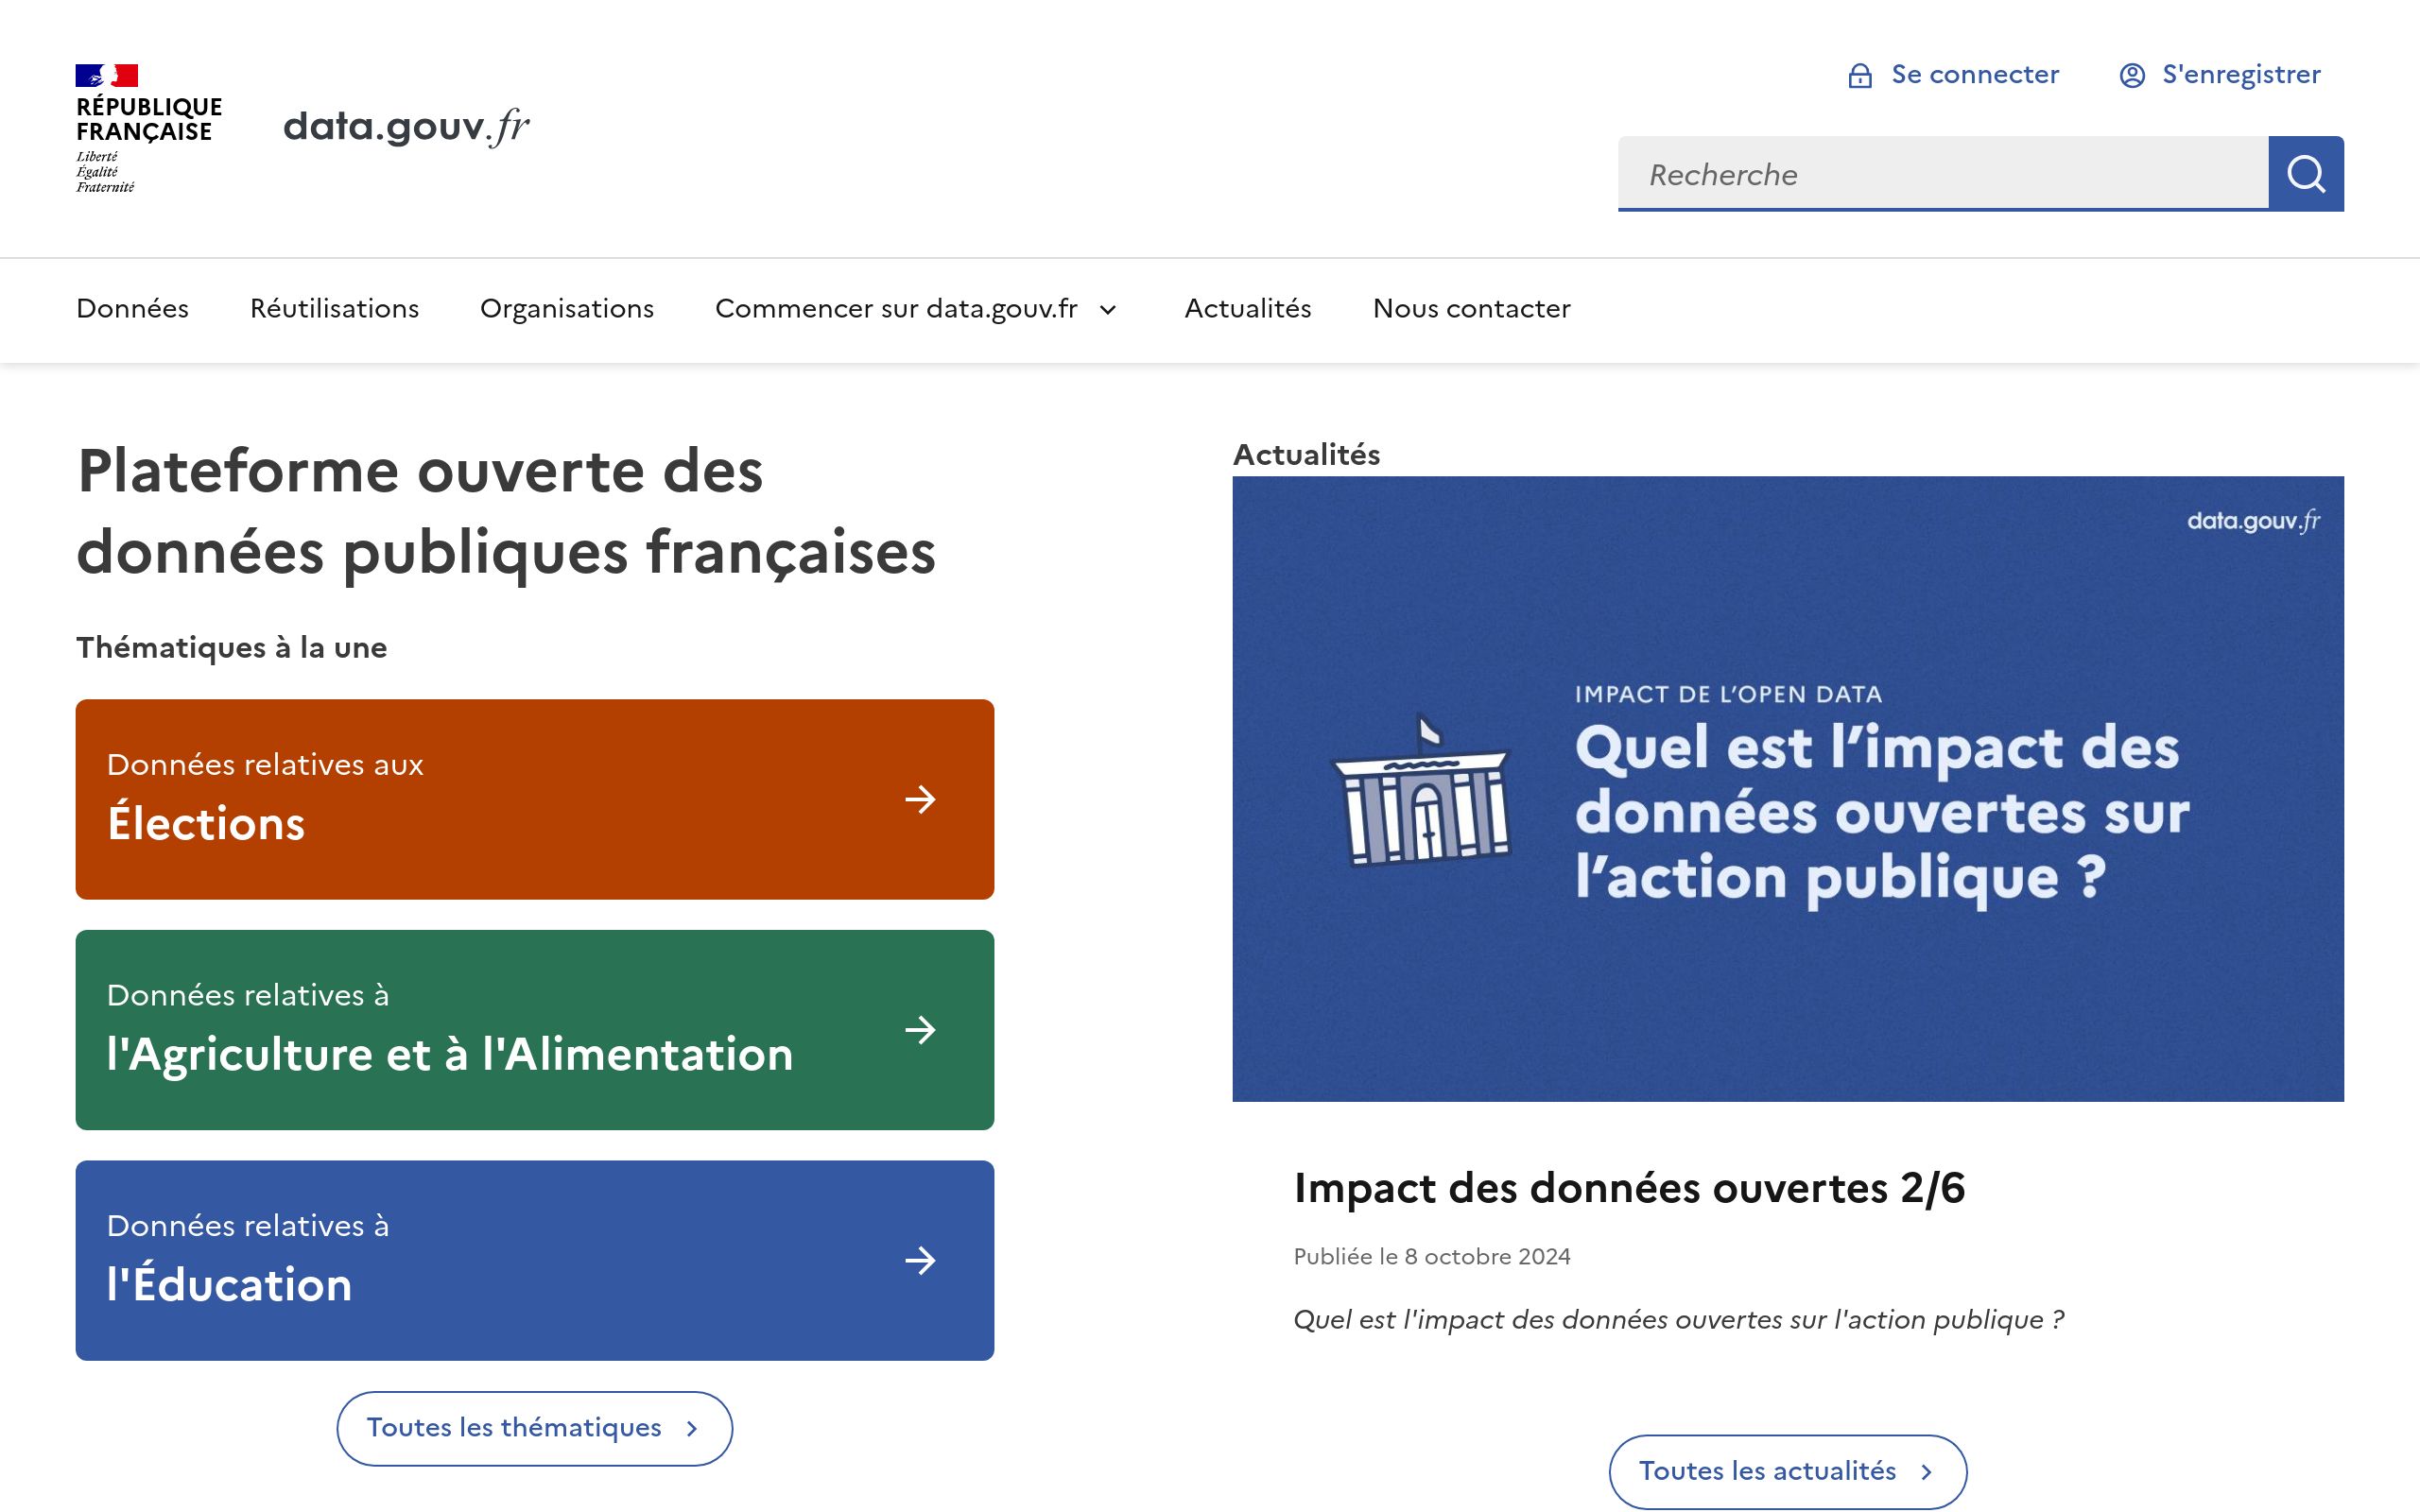 RÉPUBLIQUE
FRANÇAISE
Liberté
Égalité
Fraternité
data.gouv.fr
Se connecter
S'enregistrer
Recherche
Données
Réutilisations
Organisations
Commencer sur data.gouv.fr
Actualités
Nous contacter
Plateforme ouverte des
données publiques françaises
Thématiques à la une
Données relatives aux
Élections
Données relatives à
l'Agriculture et à l'Alimentation
Données relatives à
l'Éducation
Toutes les thématiques
Actualités
data.gouv.fr
IMPACT DE L’OPEN DATA
Quel est l’impact des
données ouvertes sur
l’action publique ?
Impact des données ouvertes 2/6
Publiée le 8 octobre 2024
Quel est l'impact des données ouvertes sur l'action publique ?
Toutes les actualités